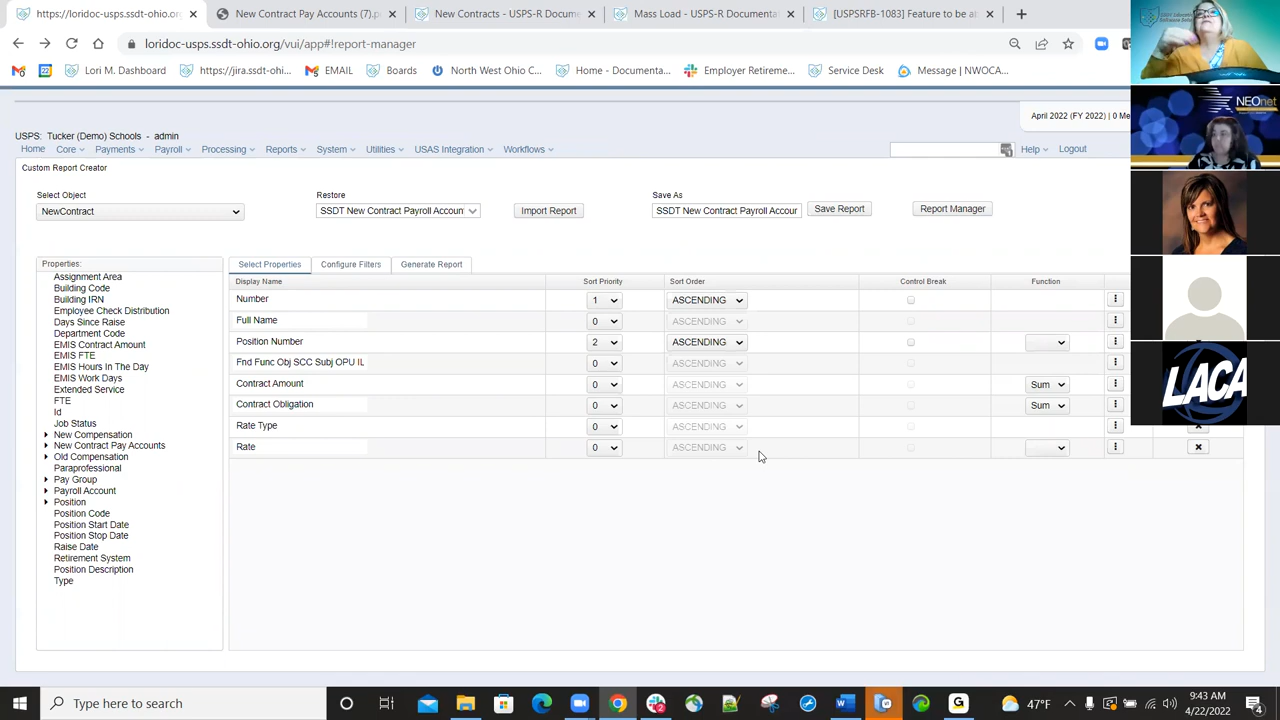 https://loridoc-usps.ssdt-ohio.org/
New Contract Pay Accounts (7).p
New Contracts - USPS-R Docume
Mass Load - USPS-R Documentat
[USPSRFB-1083] Feature to be a
loridoc-usps.ssdt-ohio.org/vui/app#!report-manager
Lori M. Dashboard
https://jira.ssdt-ohi...
EMAIL
Boards
North West Ohio...
Home - Documenta...
Employer Retireme...
Service Desk
Messages
NIWOCA
April 2022 (FY 2022) | 0 Me
USPS: Tucker (Demo) Schools - admin
Home Core Payments Payroll Processing Reports System Utilities USAS Integration Workflows Help Logout
Custom Report Creator
Select Object Restore Save As
NewContract SSDT New Contract Payroll Accoun Import Report SSDT New Contract Payroll Accour Save Report Report Manager
Properties:
Assignment Area
Building Code
Building IRN
Employee Check Distribution
Days Since Raise
Department Code
EMIS Contract Amount
EMIS FTE
EMIS Hours In The Day
EMIS Work Days
Extended Service
FTE
Id
Job Status
New Compensation
New Contract Pay Accounts
Old Compensation
Paraprofessional
Pay Group
Payroll Account
Position
Position Code
Position Start Date
Position Stop Date
Raise Date
Retirement System
Position Description
Type
Select Properties Configure Filters Generate Report
Display Name Sort Priority Sort Order Control Break Function
Number 1 ASCENDING
Full Name 0 ASCENDING
Position Number 2 ASCENDING
Fnd Func Obj SCC Subj OPU IL 0 ASCENDING
Contract Amount 0 ASCENDING Sum
Contract Obligation 0 ASCENDING Sum
Rate Type 0 ASCENDING
Rate 0 ASCENDING
NEOnet
LACA
Type here to search
47°F
9:43 AM
4/22/2022
4